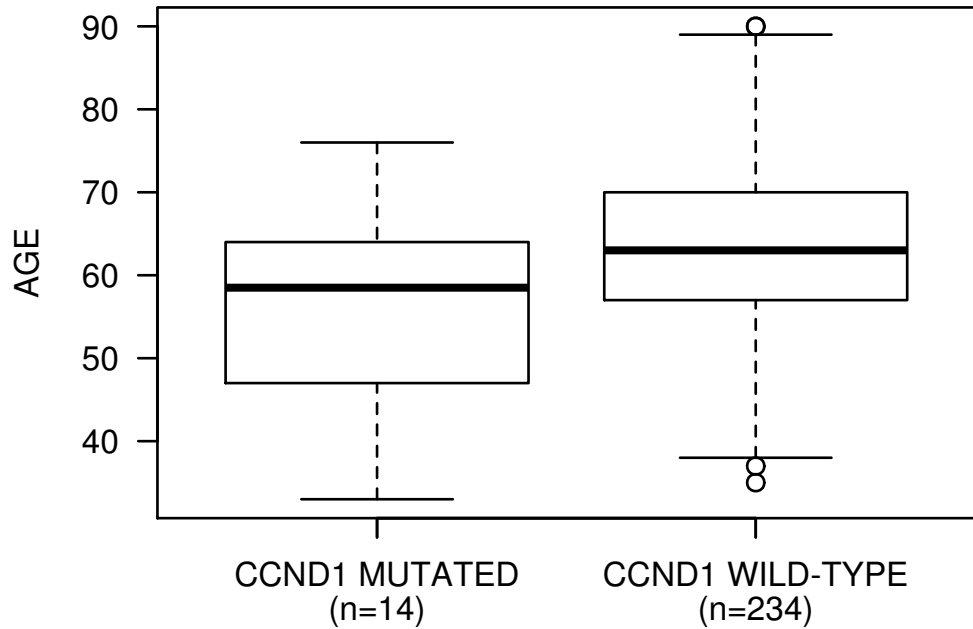 90
80
70
60
50
40
AGE
CCND1 MUTATED
(n=14)
CCND1 WILD-TYPE
(n=234)